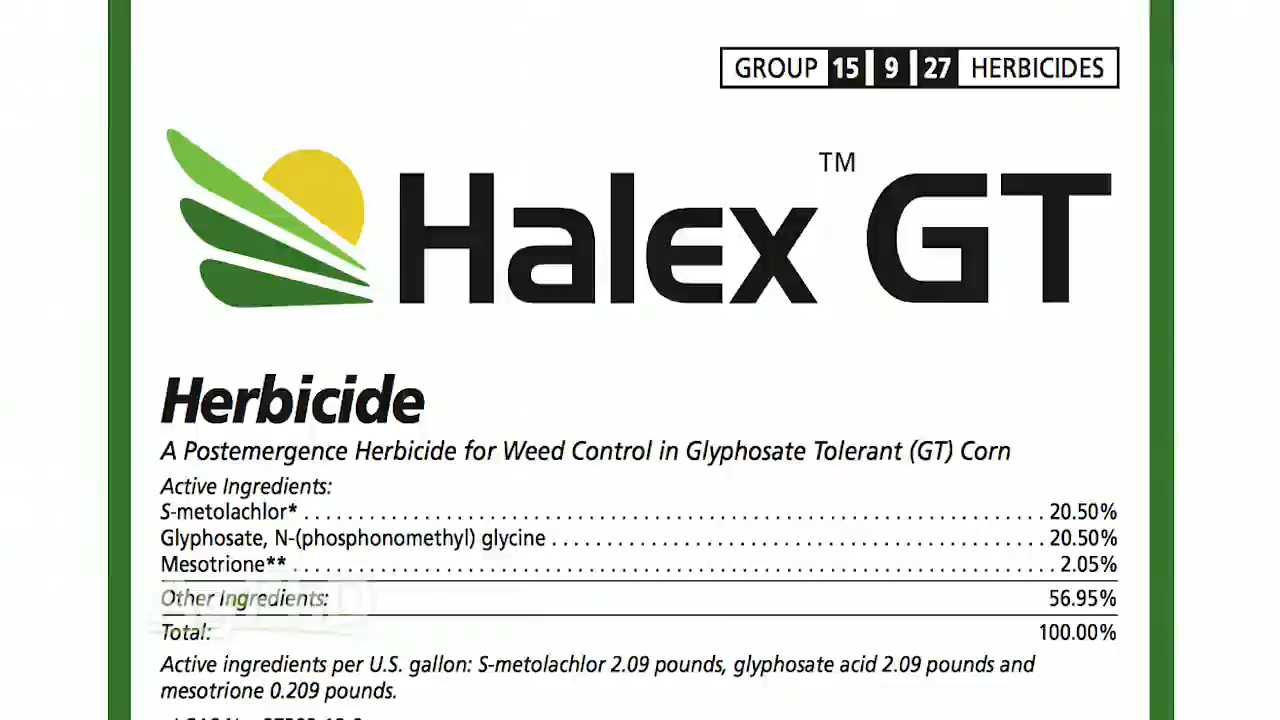 GROUP 15 9 27 HERBICIDES
Halex™ GT
Herbicide
A Postemergence Herbicide for Weed Control in Glyphosate Tolerant (GT) Corn
Active Ingredients:
S-metolachlor* . . . . . . . . . . . . . . . . . . . . 20.50%
Glyphosate, N-(phosphonomethyl) glycine . . . . . . . . . . . . . . . . . . . . 20.50%
Mesotrione** . . . . . . . . . . . . . . . . . . . . 2.05%
Other Ingredients: 56.95%
Total: 100.00%
Active ingredients per U.S. gallon: S-metolachlor 2.09 pounds, glyphosate acid 2.09 pounds and
mesotrione 0.209 pounds.